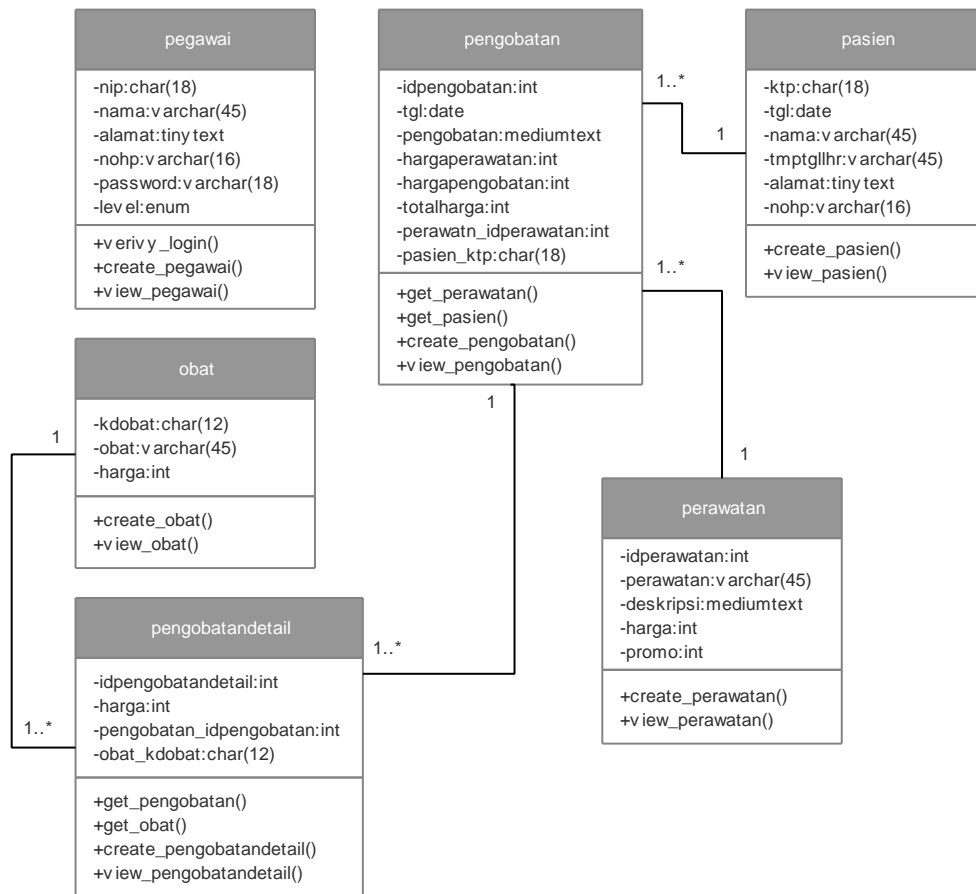 pegawai
-nip:char(18)
-nama:varchar(45)
-alamat:tinytext
-nohp:varchar(16)
-password:varchar(18)
-level:enum
+verivy_login()
+create_pegawai()
+view_pegawai()
pengobatan
-idpengobatan:int
-tgl:date
-pengobatan:mediumtext
-hargaperawatan:int
-hargapengobatan:int
-totalharga:int
-perawatn_idperawatan:int
-pasien_ktp:char(18)
+get_perawatan()
+get_pasien()
+create_pengobatan()
+view_pengobatan()
1..*
1
pasien
-ktp:char(18)
-tgl:date
-nama:varchar(45)
-tmptgllhr:varchar(45)
-alamat:tinytext
-nohp:varchar(16)
+create_pasien()
+view_pasien()
1..*
1
1
obat
-kdobat:char(12)
-obat:varchar(45)
-harga:int
+create_obat()
+view_obat()
1
perawatan
-idperawatan:int
-perawatan:varchar(45)
-deskripsi:mediumtext
-harga:int
-promo:int
+create_perawatan()
+view_perawatan()
1..*
pengobatandetail
-idpengobatandetail:int
-harga:int
-pengobatan_idpengobatan:int
-obat_kdobat:char(12)
+get_pengobatan()
+get_obat()
+create_pengobatandetail()
+view_pengobatandetail()
1..*